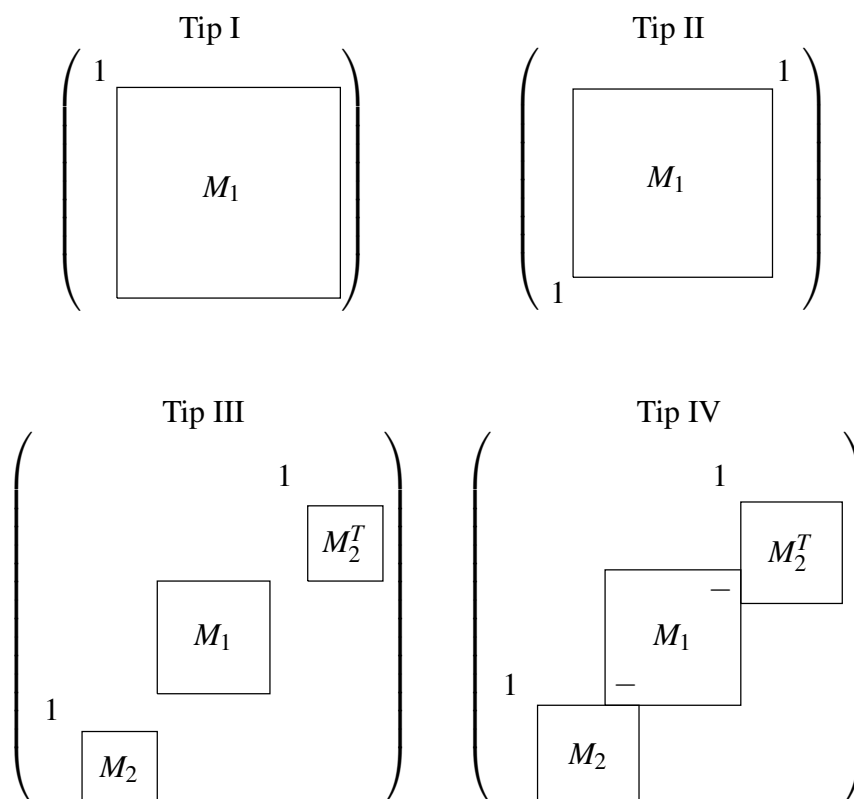 Tip I
Tip II
1
1
M₁
M₁
1
Tip III
Tip IV
1
1
M₂ᵀ
M₂ᵀ
—
M₁
M₁
1
1
—
M₂
M₂